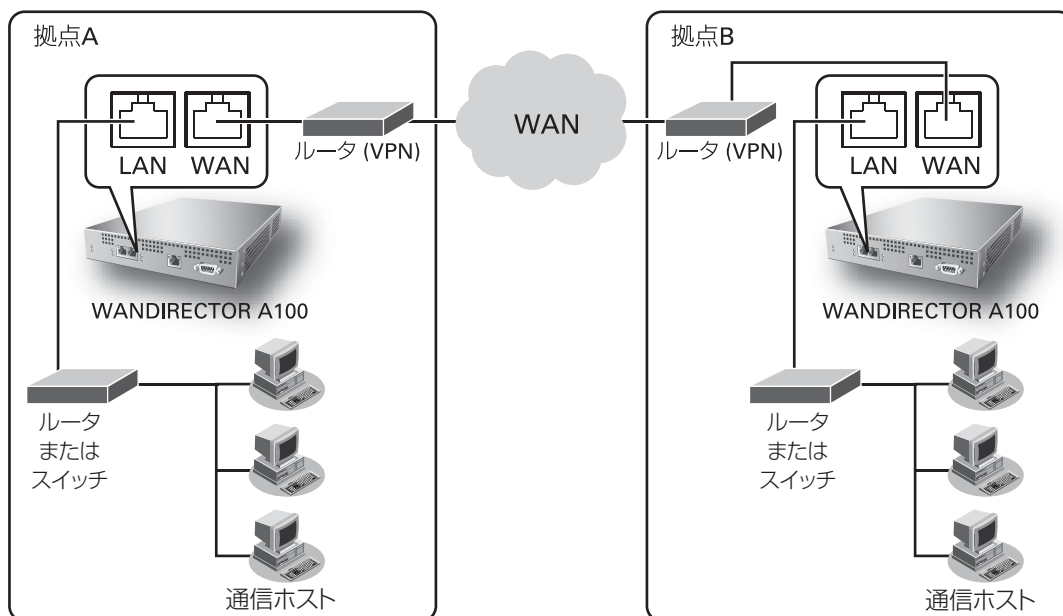 拠点A
LAN
WAN
ルータ (VPN)
WANDIRECTOR A100
ルータ
または
スイッチ
通信ホスト
WAN
拠点B
ルータ (VPN)
LAN
WAN
WANDIRECTOR A100
ルータ
または
スイッチ
通信ホスト